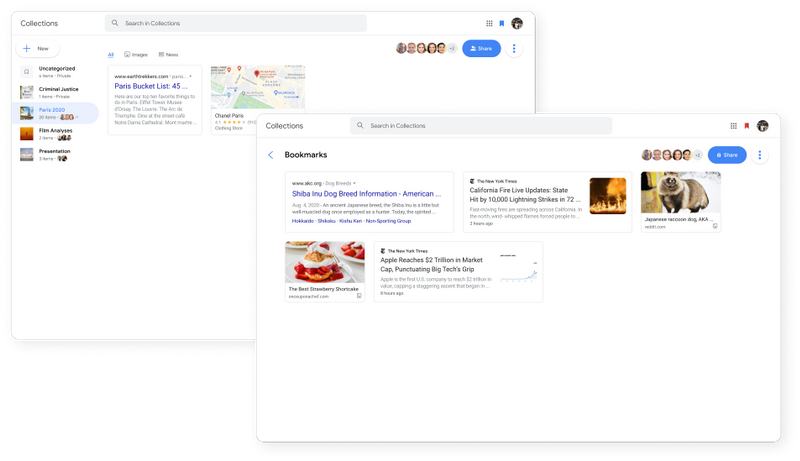 Collections
Search in Collections
New
All
Images
News
+3
Share
Uncategorized
4 items · Private
Criminal Justice
4 items · Private
Paris 2020
20 items ·
Film Analyses
2 items ·
Presentation
3 items ·
www.earthtrekkers.com › paris...
Paris Bucket List: 45 ...
Here are our top ten favorite things to
do in Paris. Eiffel Tower. Musee
d'Orsay. The Louvre. The Arc de
Triomphe. One at the street café
Notre Dams Cathedral. Mont martre ...
Chanel Paris
4.1
Clothing Store
Collections
Search in Collections
Bookmarks
Share
www.akc.org › Dog Breeds
Shiba Inu Dog Breed Information - American ...
Aug. 4, 2020 - An ancient Japanese breed, the Shiba Inu is a little but
well-muscled dog once employed as a hunter. Today, the spirited ...
Hokkaido · Shikoku · Kishu Ken · Non-Sporting Group
The New York Times
California Fire Live Updates: State
Hit by 10,000 Lightning Strikes in 72 ...
Fast-moving fires are spreading across California. In
the north, wind- whipped flames forced people to ...
2 hours ago
Japanese raccoon dog, AKA ...
reddit.com
The Best Strawberry Shortcake
The New York Times
Apple Reaches $2 Trillion in Market
Cap, Punctuating Big Tech's Grip
Apple is the first U.S. company to reach $2 trillion in
value, capping a staggering ascent that began in ...
8 hours ago